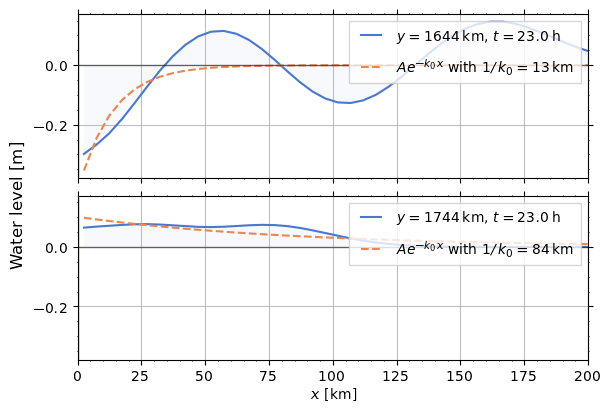 0.0
−0.2
y = 1644 km, t = 23.0 h
Ae^{−k₀x} with 1/k₀ = 13 km
Water level [m]
0.0
−0.2
y = 1744 km, t = 23.0 h
Ae^{−k₀x} with 1/k₀ = 84 km
0 25 50 75 100 125 150 175 200
x [km]